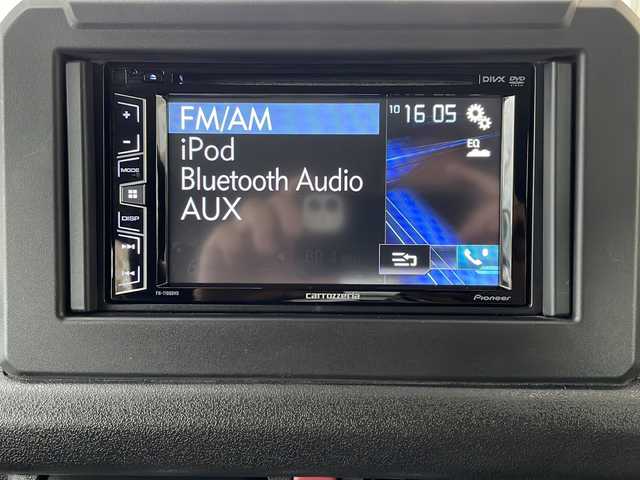 DIVX DVD
FM/AM
iPod
Bluetooth Audio
AUX
10 16 05
EQ
+
-
MODE
DISP
carrozzeria
Pioneer